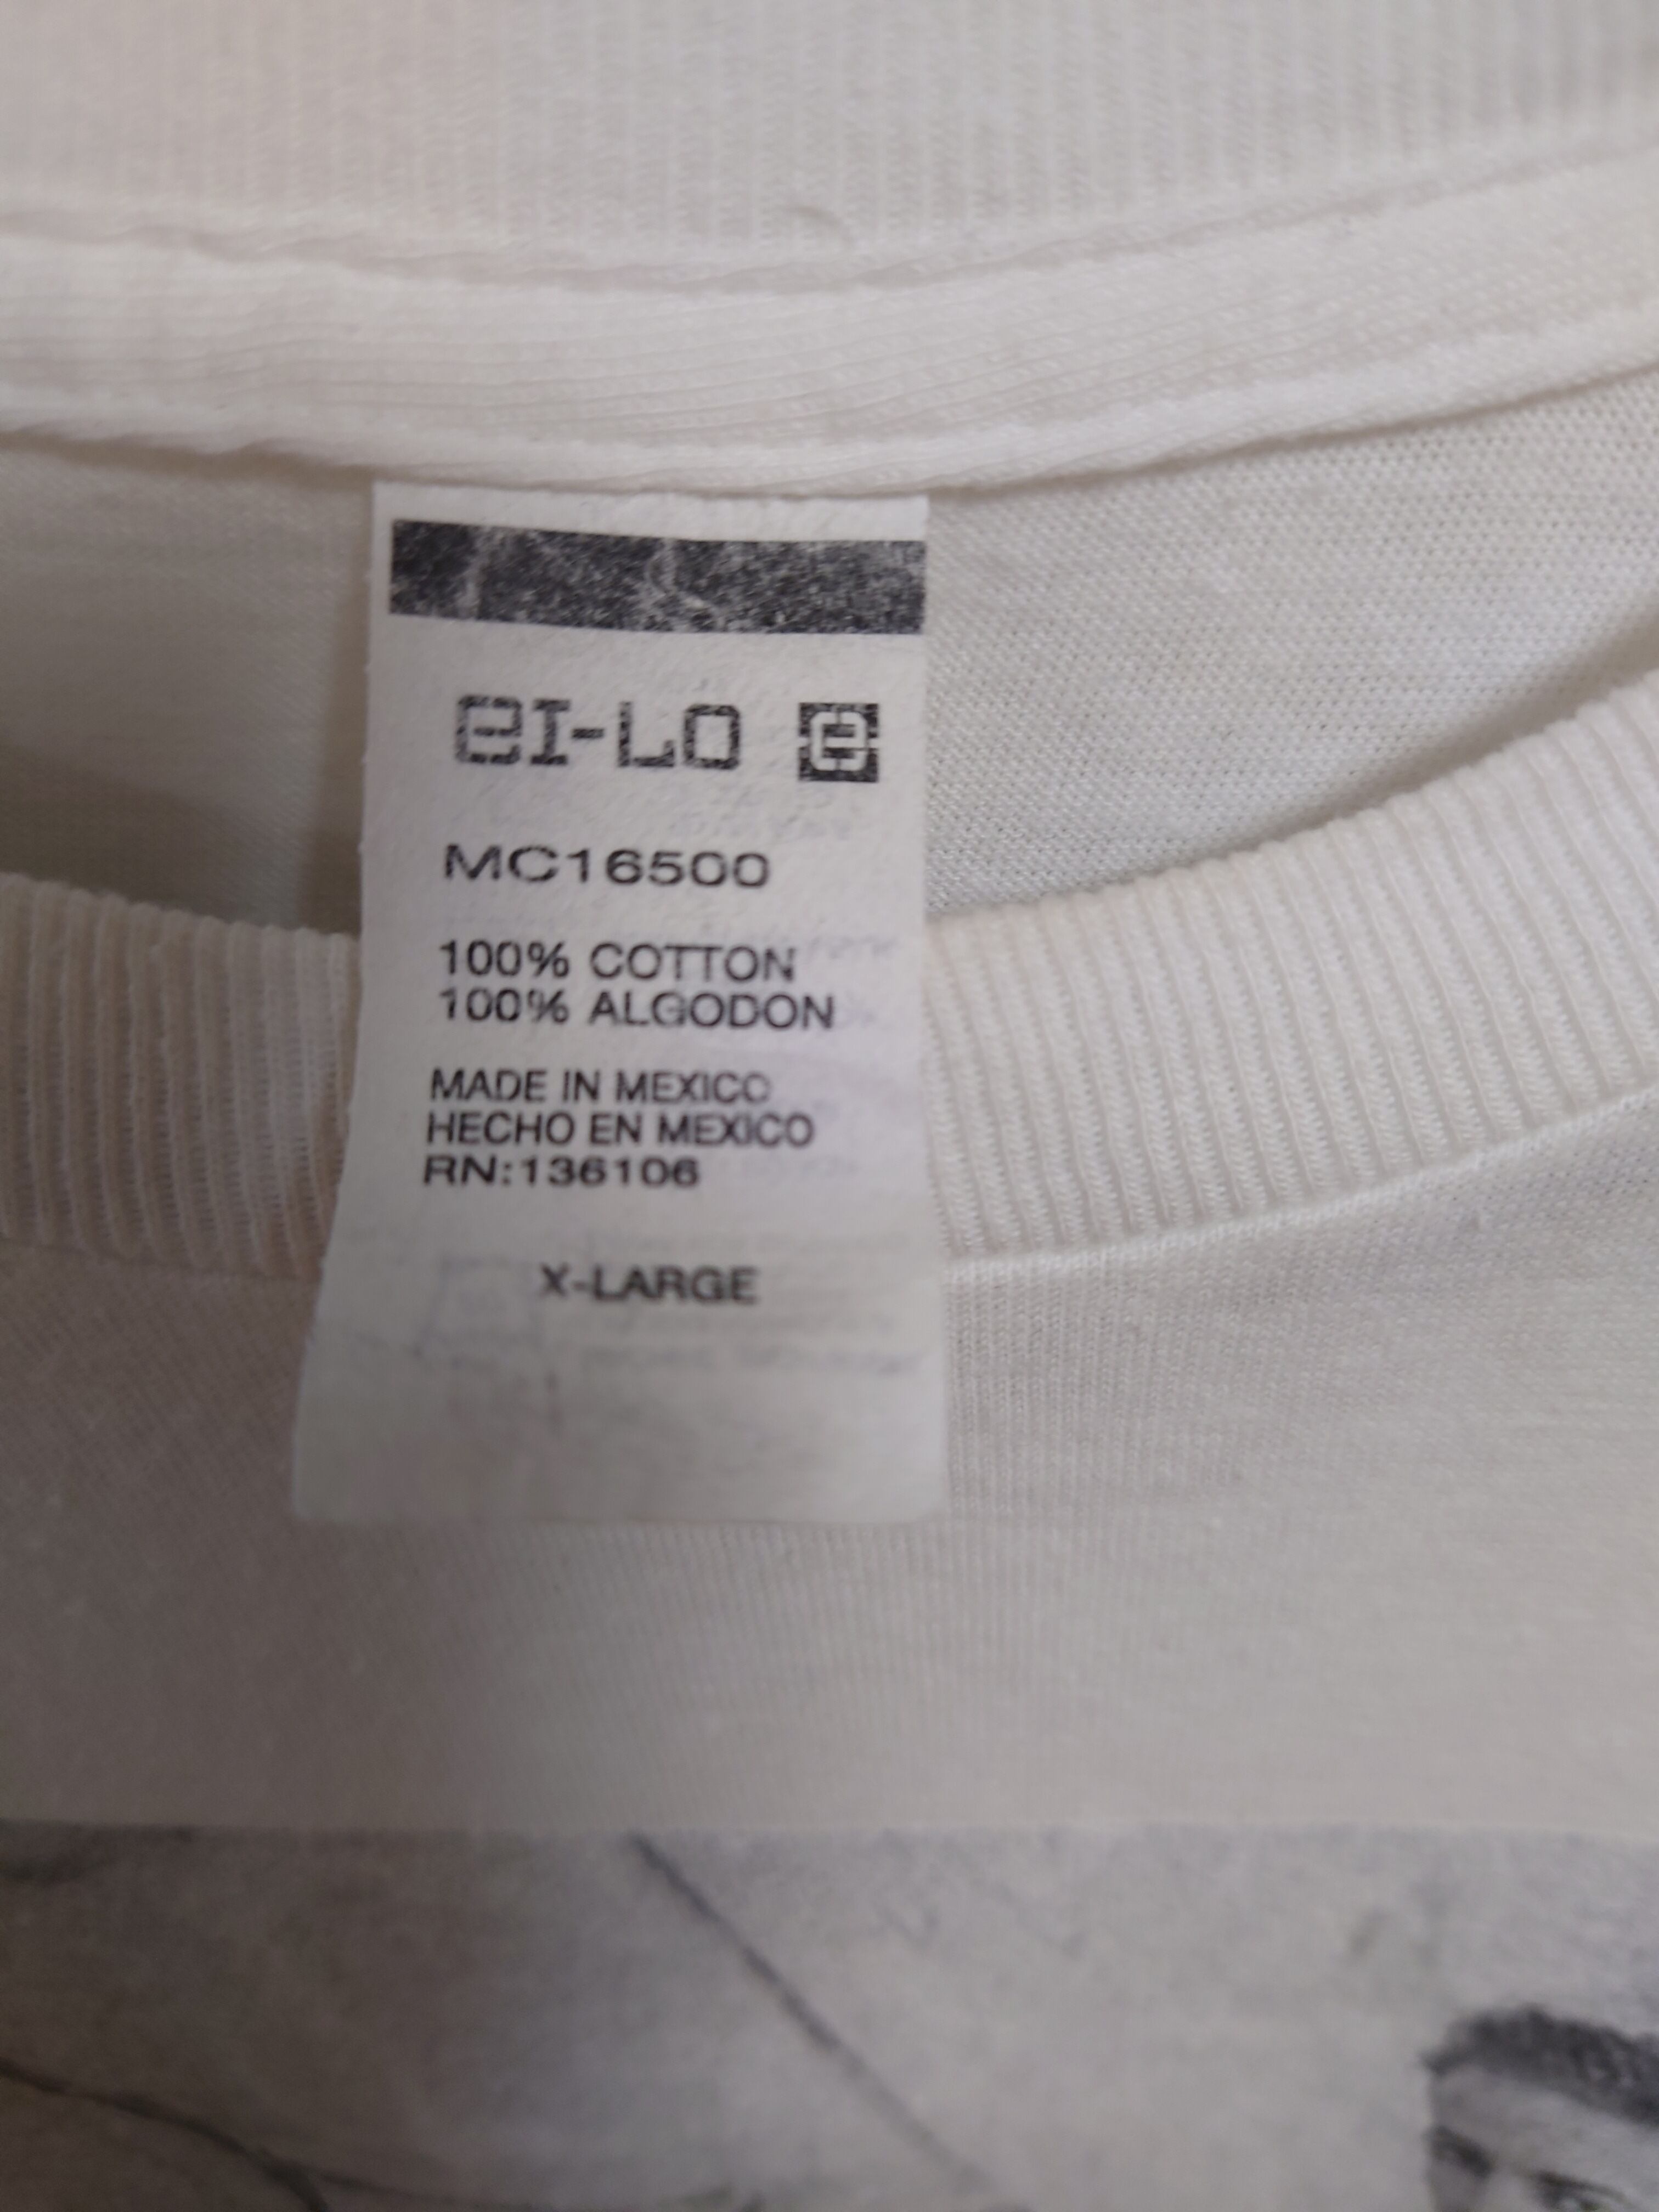 eI-LO e
MC16500
100% COTTON
100% ALGODON
MADE IN MEXICO
HECHO EN MEXICO
RN:136106
X-LARGE